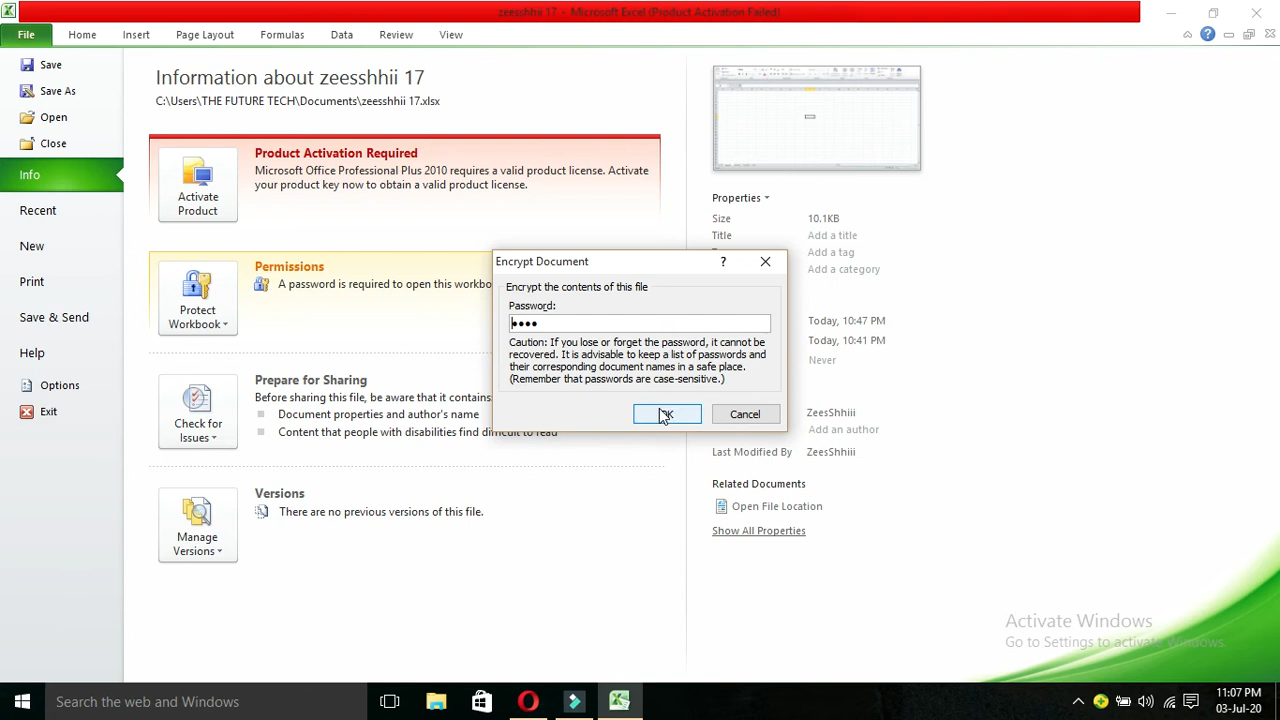 zeesshhii 17 - Microsoft Excel (Product Activation Failed)
File Home Insert Page Layout Formulas Data Review View
Save
Save As
Open
Close
Info
Recent
New
Print
Save & Send
Help
Options
Exit
Information about zeesshhii 17
C:\Users\THE FUTURE TECH\Documents\zeesshhii 17.xlsx
Activate
Product
Product Activation Required
Microsoft Office Professional Plus 2010 requires a valid product license. Activate
your product key now to obtain a valid product license.
Protect
Workbook
Permissions
A password is required to open this workbo
Check for
Issues
Prepare for Sharing
Before sharing this file, be aware that it contains:
Document properties and author's name
Content that people with disabilities find difficult to read
Manage
Versions
Versions
There are no previous versions of this file.
Encrypt Document
Encrypt the contents of this file
Password:
Caution: If you lose or forget the password, it cannot be
recovered. It is advisable to keep a list of passwords and
their corresponding document names in a safe place.
(Remember that passwords are case-sensitive.)
OK Cancel
Properties
Size 10.1KB
Title Add a title
Add a tag
Add a category
Today, 10:47 PM
Today, 10:41 PM
Never
ZeesShhiii
Add an author
Last Modified By ZeesShhiii
Related Documents
Open File Location
Show All Properties
Activate Windows
Go to Settings to activate Windows.
Search the web and Windows
11:07 PM
03-Jul-20